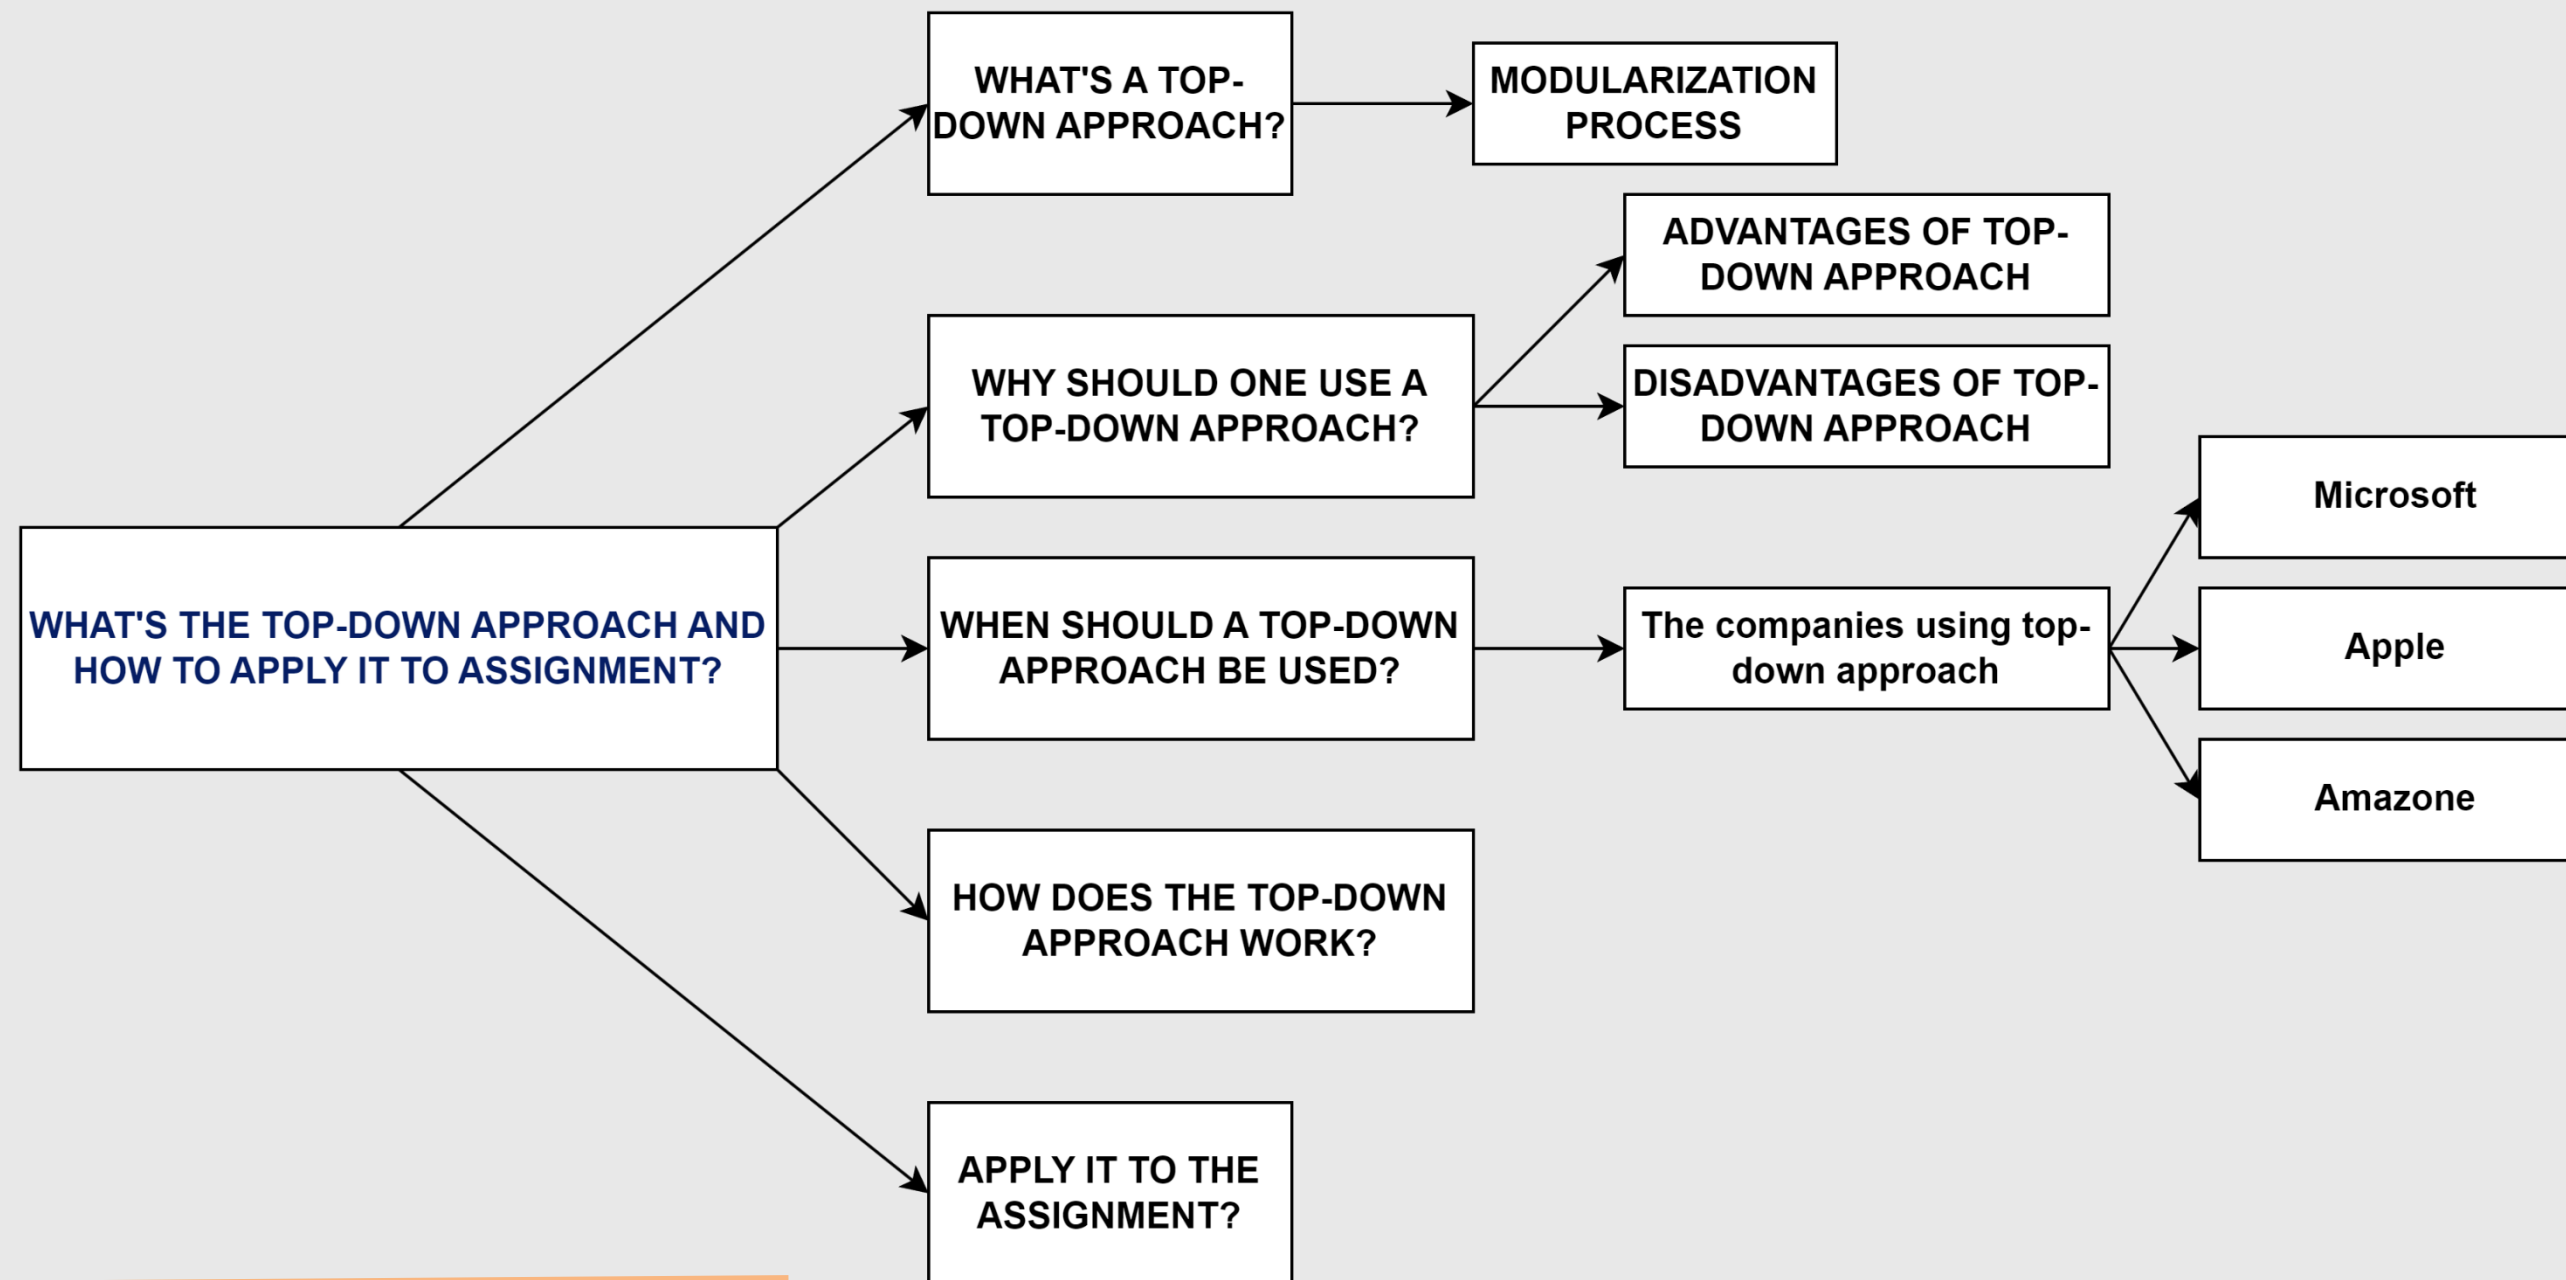 WHAT'S A TOP-
DOWN APPROACH?
MODULARIZATION
PROCESS
ADVANTAGES OF TOP-
DOWN APPROACH
WHY SHOULD ONE USE A
TOP-DOWN APPROACH?
DISADVANTAGES OF TOP-
DOWN APPROACH
Microsoft
WHAT'S THE TOP-DOWN APPROACH AND
HOW TO APPLY IT TO ASSIGNMENT?
WHEN SHOULD A TOP-DOWN
APPROACH BE USED?
The companies using top-
down approach
Apple
Amazone
HOW DOES THE TOP-DOWN
APPROACH WORK?
APPLY IT TO THE
ASSIGNMENT?